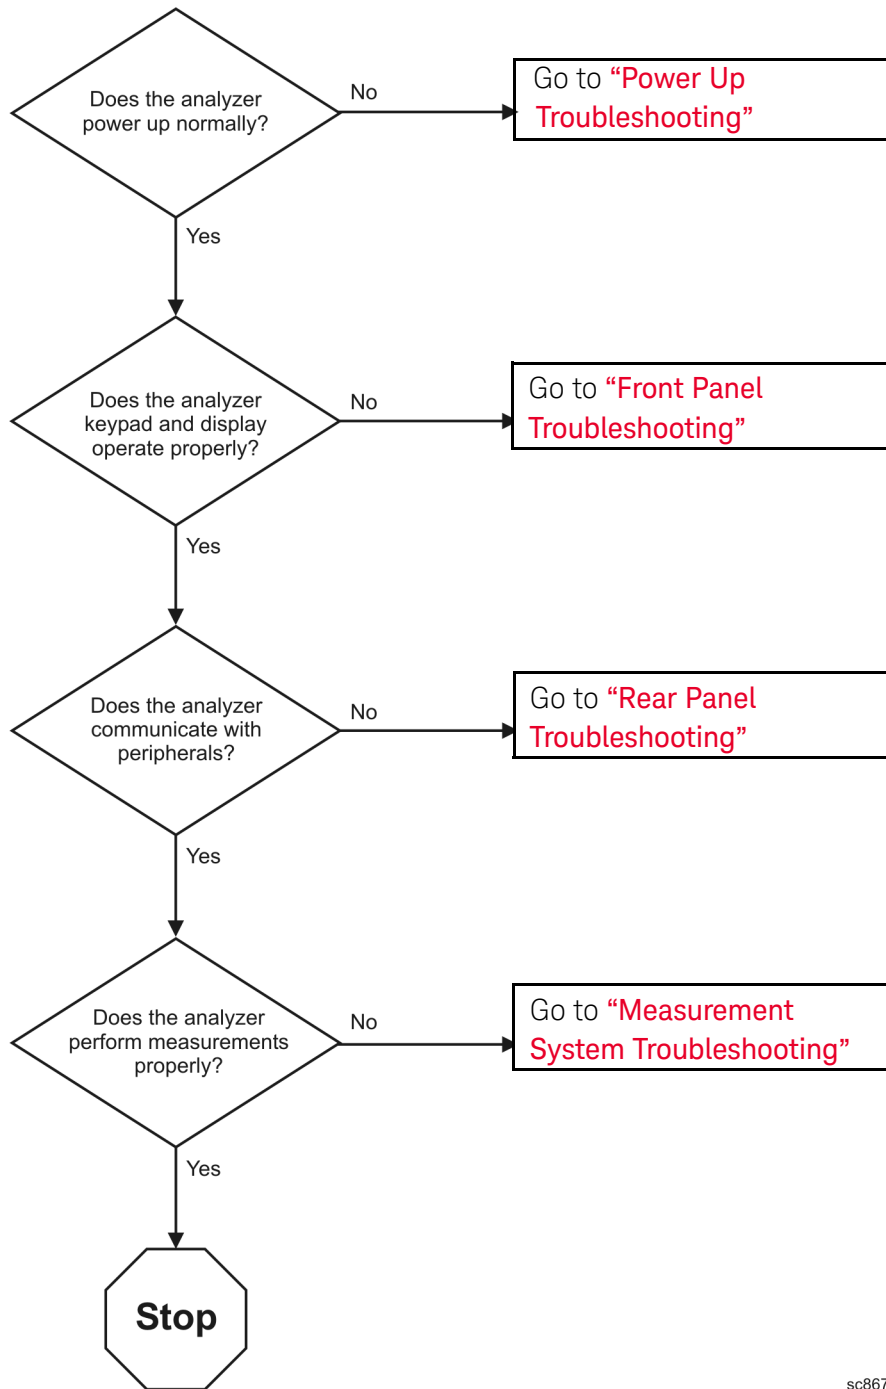 Does the analyzer
power up normally?
No
Go to “Power Up
Troubleshooting”
Yes
Does the analyzer
keypad and display
operate properly?
No
Go to “Front Panel
Troubleshooting”
Yes
Does the analyzer
communicate with
peripherals?
No
Go to “Rear Panel
Troubleshooting”
Yes
Does the analyzer
perform measurements
properly?
No
Go to “Measurement
System Troubleshooting”
Yes
Stop
sc867